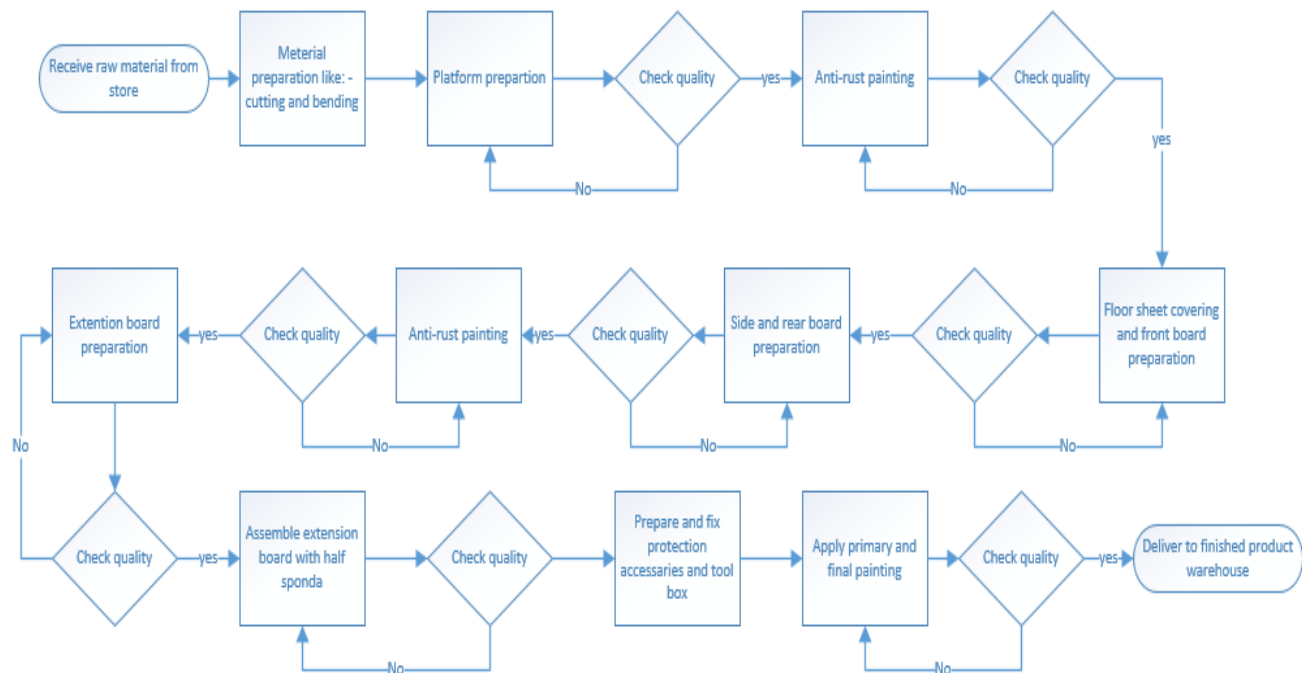 Receive raw material from
store
Meterial
preparation like: -
cutting and bending
Platform prepartion
Check quality
yes
No
Anti-rust painting
Check quality
No
yes
Floor sheet covering
and front board
preparation
Check quality
No
yes
Side and rear board
preparation
Check quality
No
yes
Anti-rust painting
Check quality
No
yes
Extention board
preparation
No
Check quality
yes
Assemble extension
board with half
sponda
Check quality
No
Prepare and fix
protection
accessaries and tool
box
Apply primary and
final painting
Check quality
No
yes
Deliver to finished product
warehouse